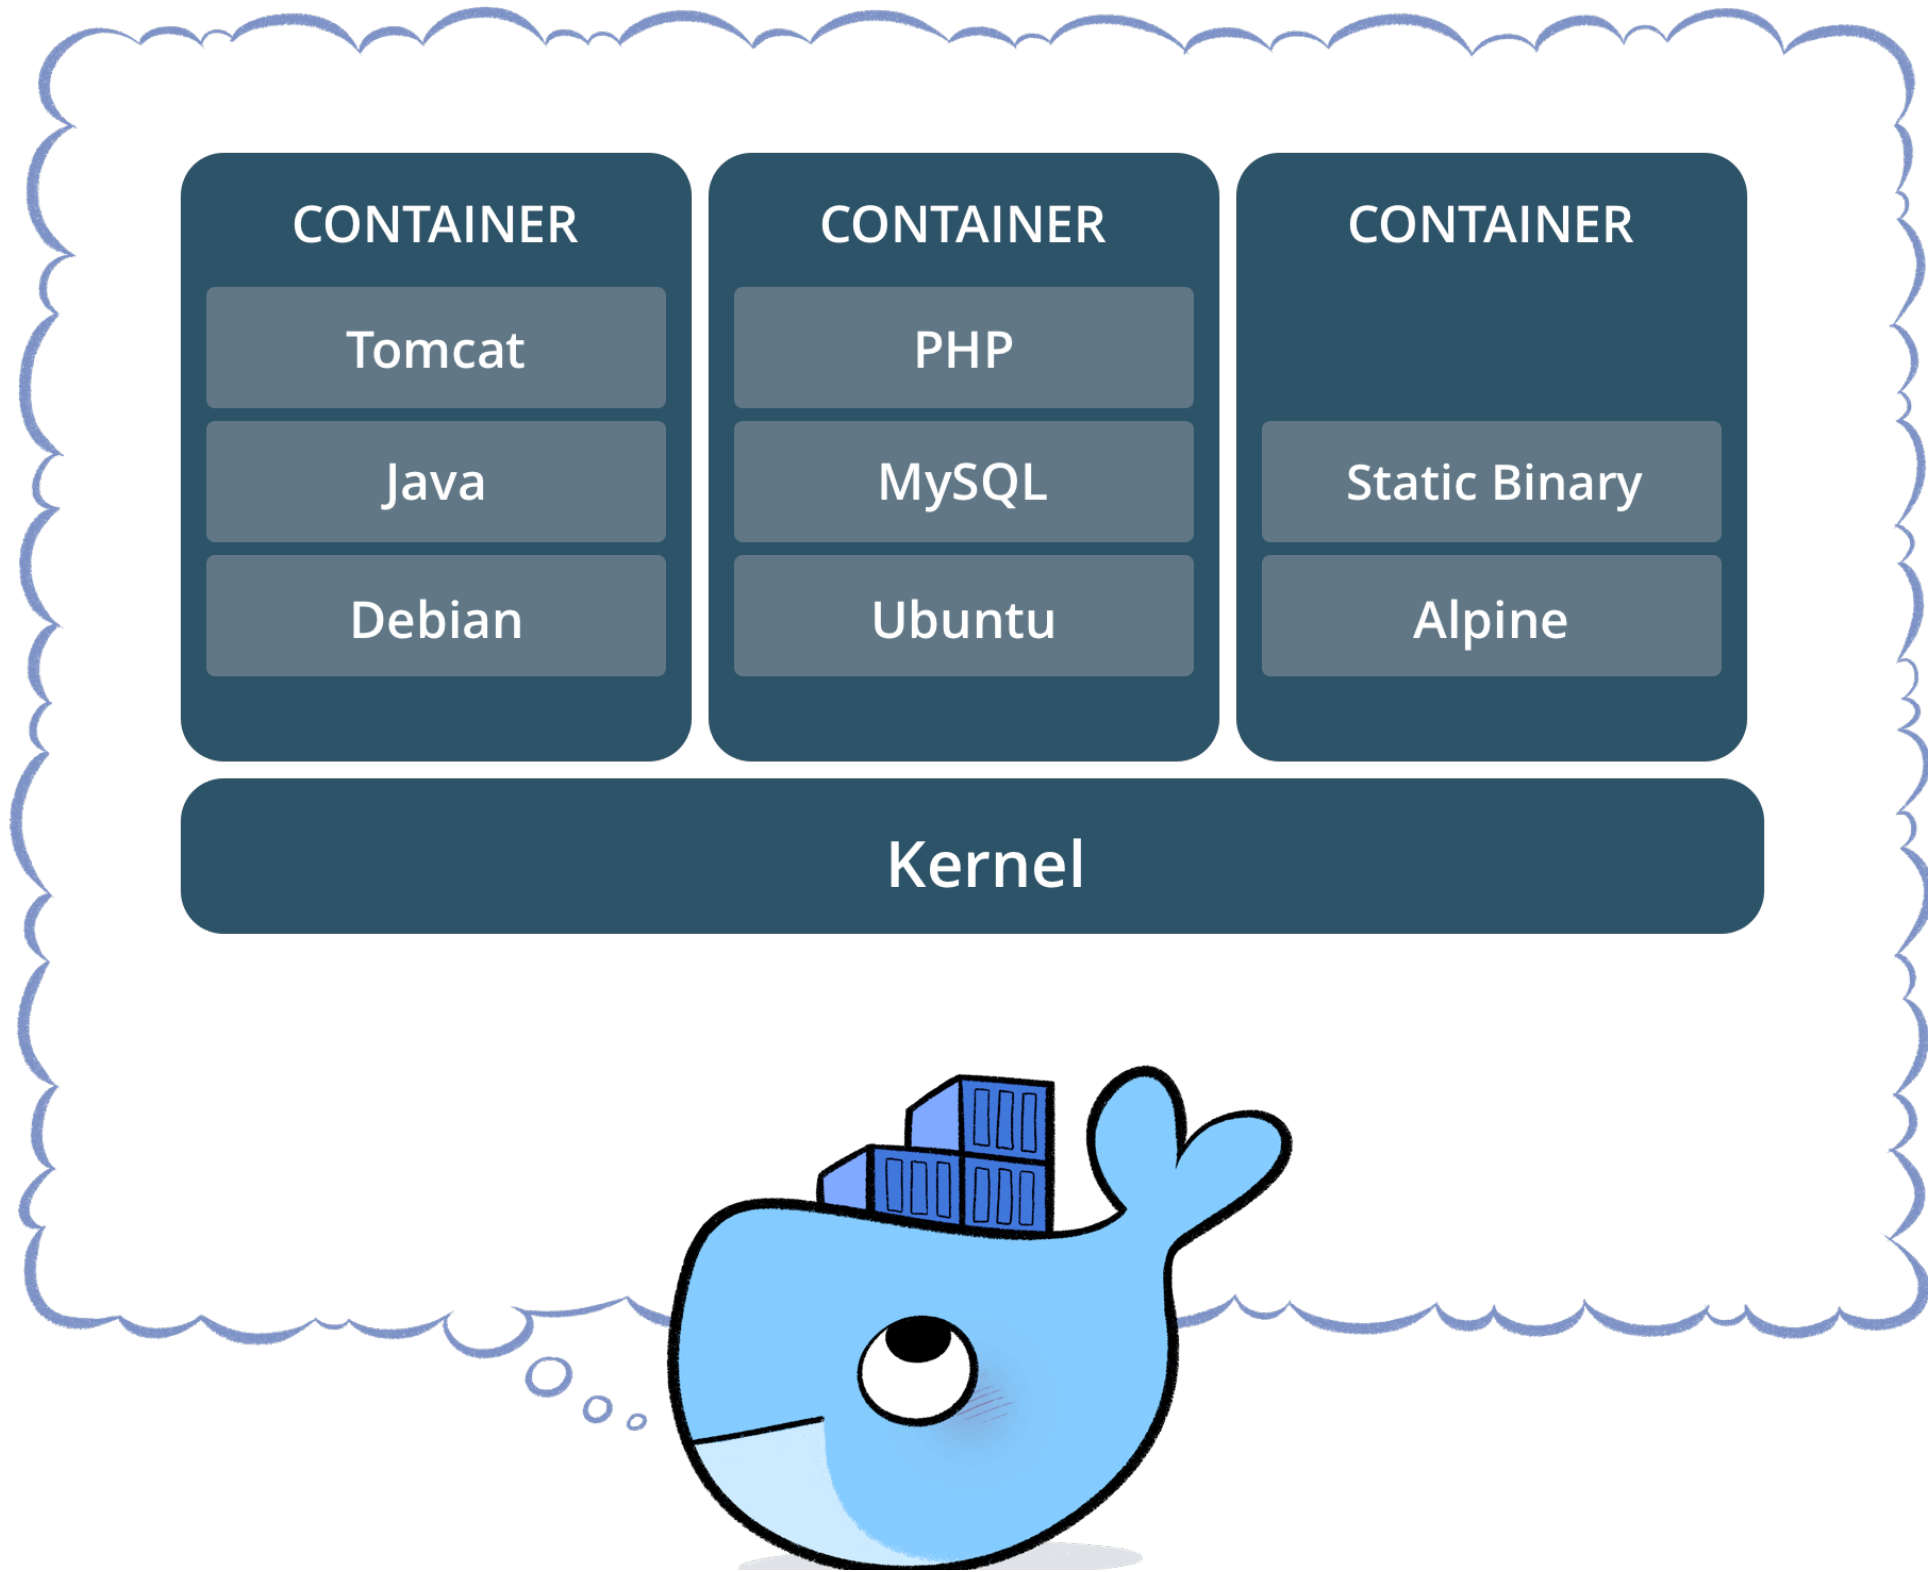 CONTAINER
Tomcat
Java
Debian
CONTAINER
PHP
MySQL
Ubuntu
CONTAINER
Static Binary
Alpine
Kernel